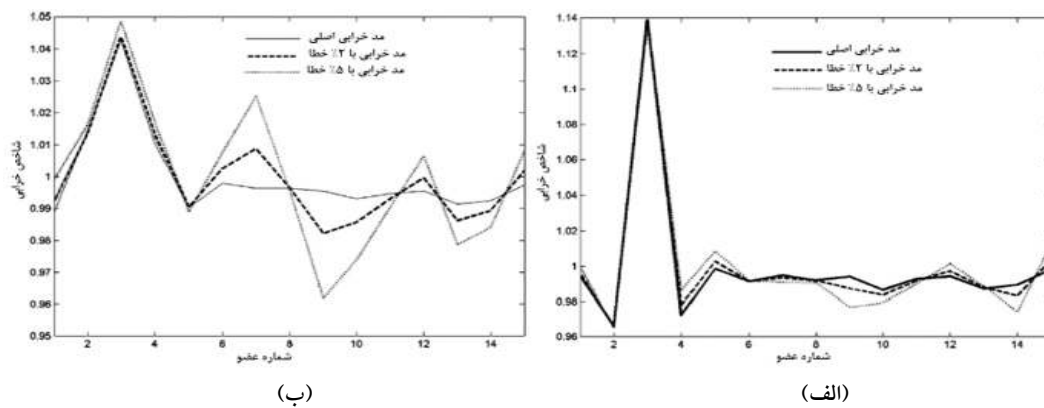 1.14
1.12
1.1
1.08
1.06
1.04
1.02
1
0.98
0.96
شاخص خرابی
مد خرابی اصلی
مد خرابی با ۲٪ خطا
مد خرابی با ۵٪ خطا
2 4 6 8 10 12 14
شماره عضو
(الف)
1.05
1.04
1.03
1.02
1.01
1
0.99
0.98
0.97
0.96
0.95
شاخص خرابی
مد خرابی اصلی
مد خرابی با ۲٪ خطا
مد خرابی با ۵٪ خطا
2 4 6 8 10 12 14
شماره عضو
(ب)